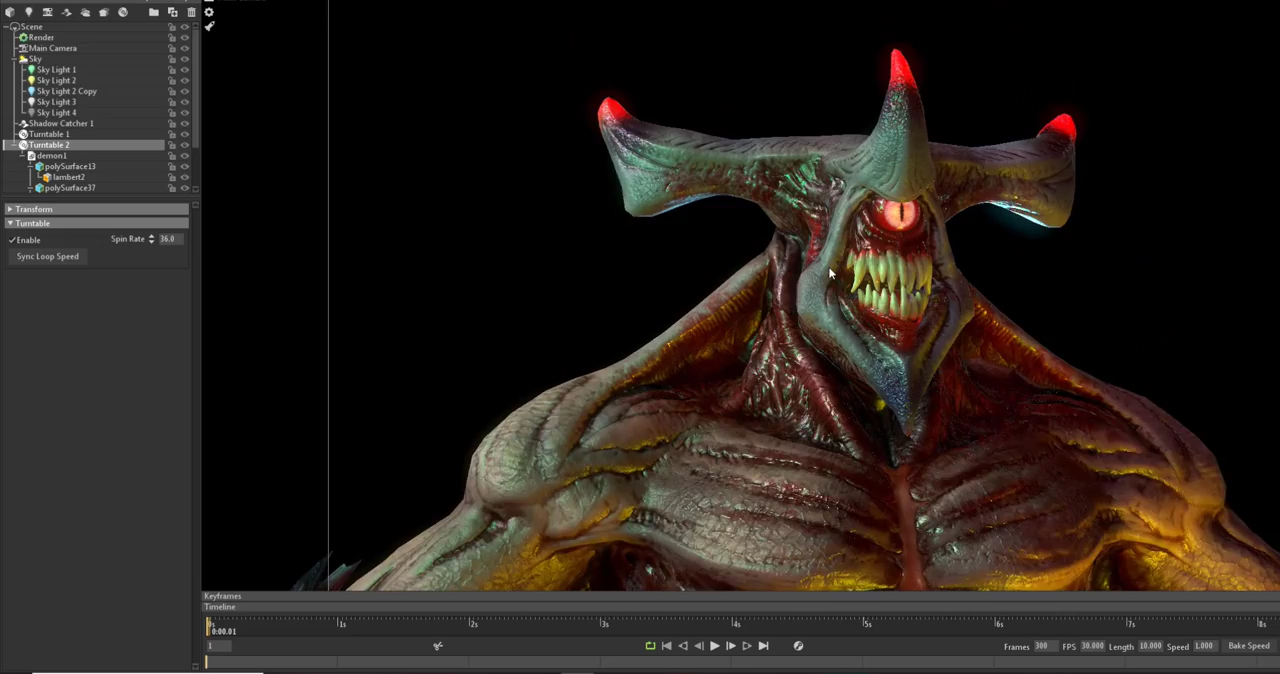 Scene
Render
Main Camera
Sky
Sky Light 1
Sky Light 2
Sky Light 2 Copy
Sky Light 3
Sky Light 4
Shadow Catcher 1
Turntable 1
Turntable 2
demon1
polySurface13
lambert2
polySurface37
Transform
Turntable
Enable Spin Rate 36.0
Sync Loop Speed
Keyframes
Timeline
0s 1s 2s 3s 4s 5s 6s 7s 8s
0:00.01
1 Frames 300 FPS 30.000 Length 10.000 Speed 1.000 Bake Speed